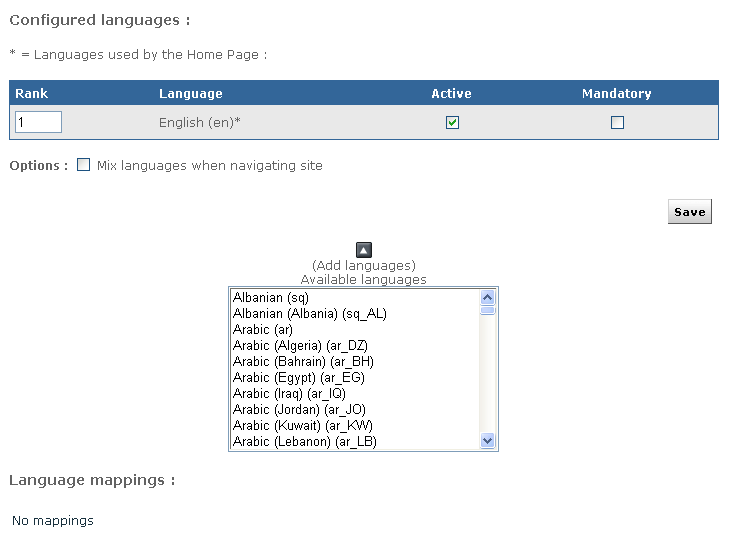 Configured languages :
* = Languages used by the Home Page :
Rank Language Active Mandatory
1 English (en)*
Options : Mix languages when navigating site
Save
(Add languages)
Available languages
Albanian (sq)
Albanian (Albania) (sq_AL)
Arabic (ar)
Arabic (Algeria) (ar_DZ)
Arabic (Bahrain) (ar_BH)
Arabic (Egypt) (ar_EG)
Arabic (Iraq) (ar_IQ)
Arabic (Jordan) (ar_JO)
Arabic (Kuwait) (ar_KW)
Arabic (Lebanon) (ar_LB)
Language mappings :
No mappings